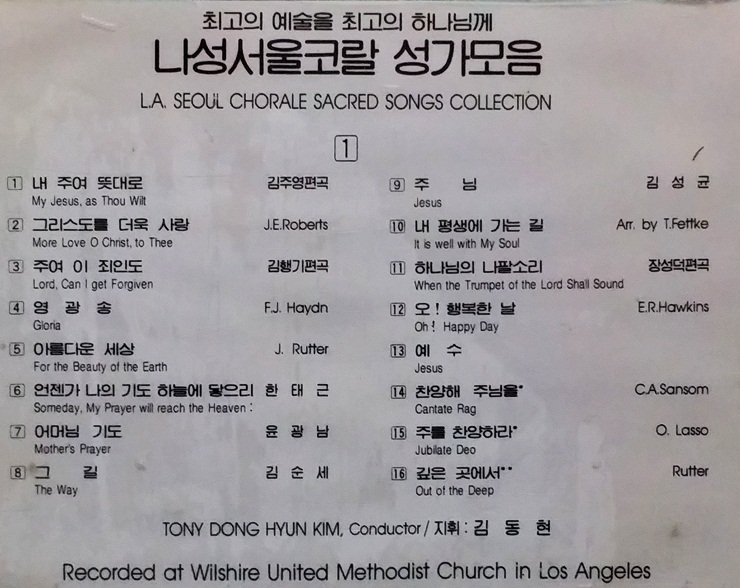 최고의 예술을 최고의 하나님께
나성서울코랄 성가모음
L.A. SEOUL CHORALE SACRED SONGS COLLECTION
1
1 내 주여 뜻대로 김주영편곡
My Jesus, as Thou Wilt
2 그리스도를 더욱 사랑 J.E.Roberts
More Love O Christ, to Thee
3 주여 이 죄인도 김행기편곡
Lord, Can I get Forgiven
4 영 광 송 F.J. Haydn
Gloria
5 아름다운 세상 J. Rutter
For the Beauty of the Earth
6 언젠가 나의 기도 하늘에 닿으리 한 태 근
Someday, My Prayer will reach the Heaven :
7 어머님 기도 윤 광 남
Mother's Prayer
8 그 길 김 순 세
The Way
9 주 님 김 성 균
Jesus
10 내 평생에 가는 길 Arr. by T.Fettke
It is well with My Soul
11 하나님의 나팔소리 장성덕편곡
When the Trumpet of the Lord Shall Sound
12 오! 행복한 날 E.R.Hawkins
Oh! Happy Day
13 예 수
Jesus
14 찬양해 주님을* C.A.Sansom
Cantate Rag
15 주를 찬양하라* O. Lasso
Jubilate Deo
16 깊은 곳에서** Rutter
Out of the Deep
TONY DONG HYUN KIM, Conductor / 지휘 : 김 동 현
Recorded at Wilshire United Methodist Church in Los Angeles